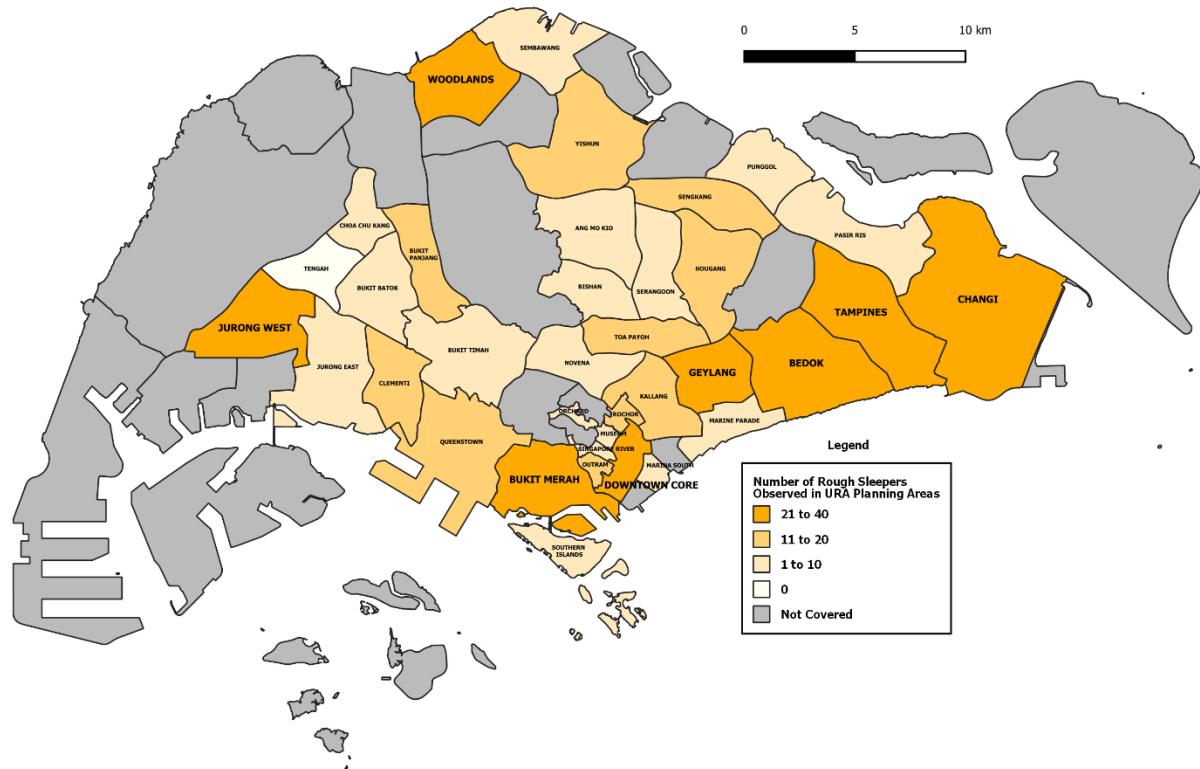 0
5
10 km
SEMBAWANG
WOODLANDS
YISHUN
PUNGGOL
SENGKANG
CHOA CHU KANG
ANG MO KIO
PASIR RIS
BUKIT
PANJANG
TENGAH
HOUGANG
BUKIT BATOK
BISHAN
SERANGOON
CHANGI
TAMPINES
JURONG WEST
TOA PAYOH
BUKIT TIMAH
NOVENA
BEDOK
JURONG EAST
GEYLANG
CLEMENTI
KALLANG
ORCHARD
ROCHOR
MARINE PARADE
MUSEUM
QUEENSTOWN
SINGAPORE RIVER
OUTRAM
MARINA SOUTH
BUKIT MERAH
DOWNTOWN CORE
SOUTHERN
ISLANDS
Legend
Number of Rough Sleepers
Observed in URA Planning Areas
21 to 40
11 to 20
1 to 10
0
Not Covered